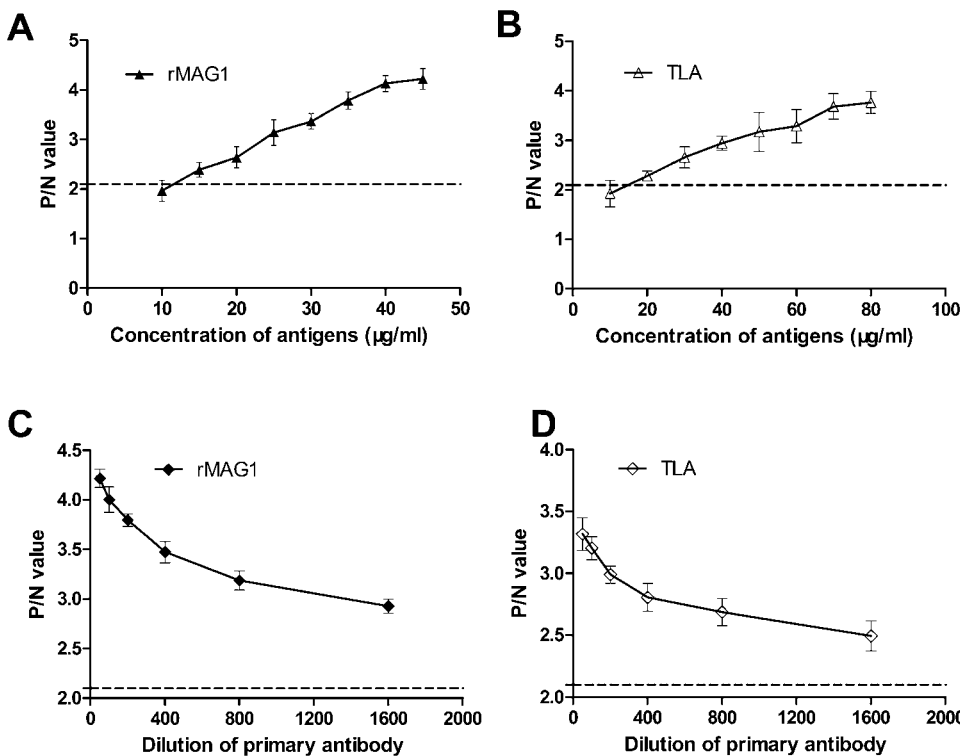 A
rMAG1
P/N value
5
4
3
2
1
0
0 10 20 30 40 50
Concentration of antigens (µg/ml)
B
TLA
P/N value
5
4
3
2
1
0
0 20 40 60 80 100
Concentration of antigens (µg/ml)
C
rMAG1
P/N value
4.5
4.0
3.5
3.0
2.5
2.0
0 400 800 1200 1600 2000
Dilution of primary antibody
D
TLA
P/N value
4.0
3.5
3.0
2.5
2.0
0 400 800 1200 1600 2000
Dilution of primary antibody